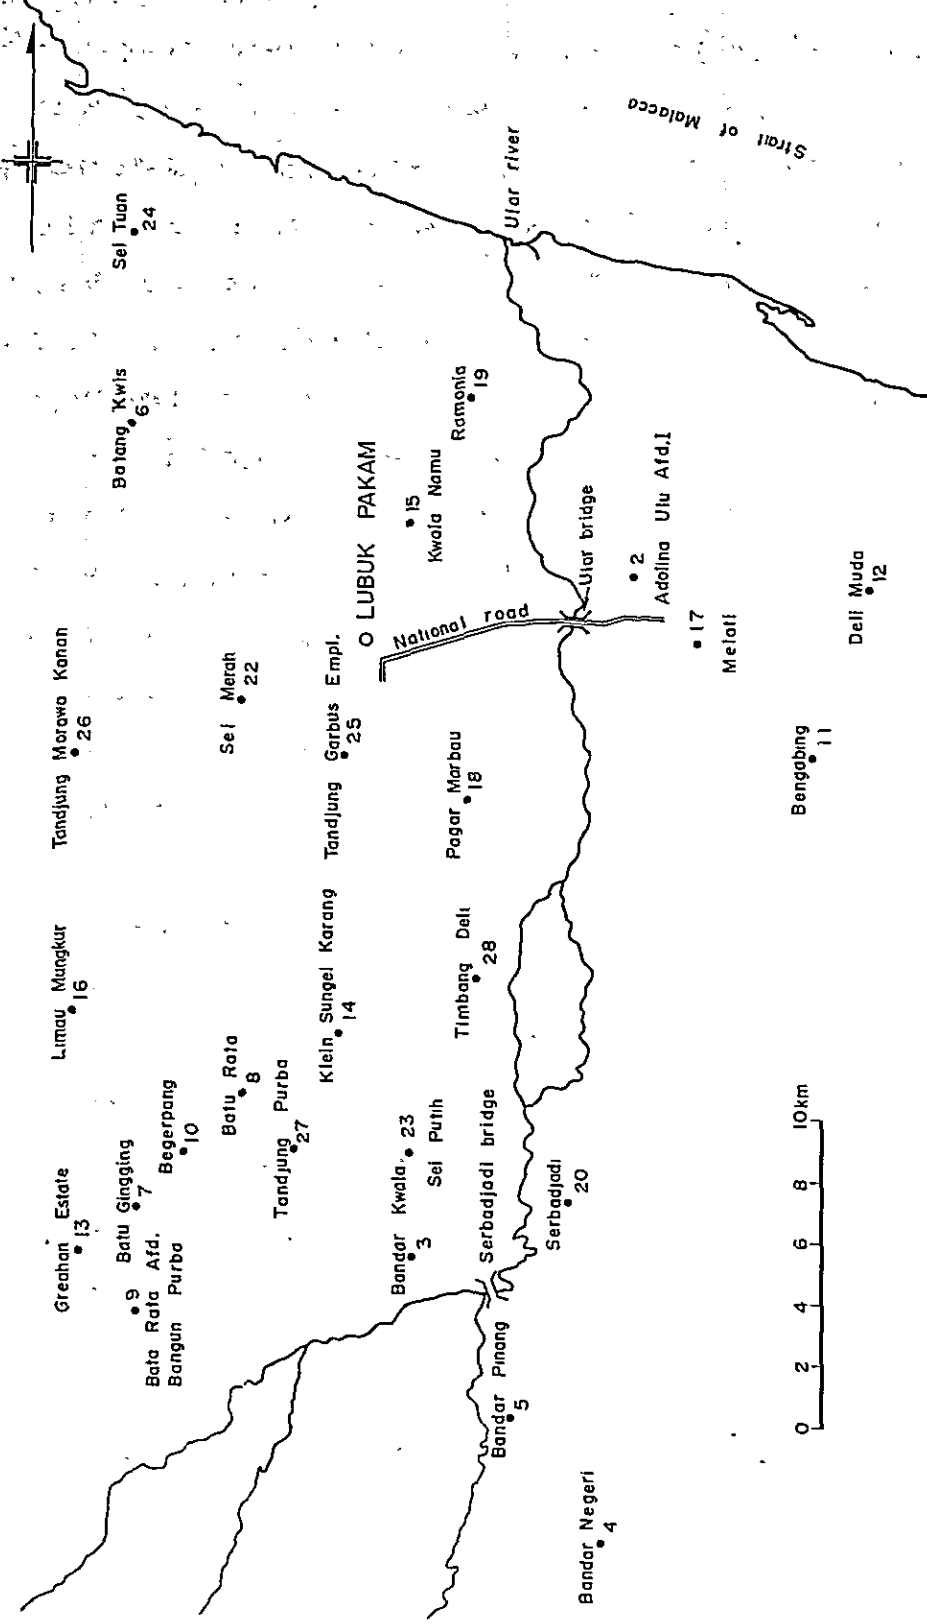 Strait of Malacca
Ular river
Sei Tuan
24
Batang Kwis
6
Ramonia
19
LUBUK PAKAM
15
Kwala Namu
Ular bridge
2
Adolina Ulu Afd.I
National road
17
Melati
Deli Muda
12
Tandjung Morawa Kanan
26
Sei Merah
22
Tandjung Garbus Empl.
25
Pagar Marbau
18
Bengabing
11
Limau Mungkur
16
Klein Sungei Karang
14
Timbang Deli
28
Batu Rata
8
Tandjung Purba
27
Begerpang
10
Greahan Estate
13
Batu Gingging
7
9
Bata Rata Afd.
Bangun Purba
Bandar Kwala
3
23
Sei Putih
Serbadjadi bridge
Serbadjadi
20
Bandar Pinang
5
Bandar Negeri
4
0 2 4 6 8 10km